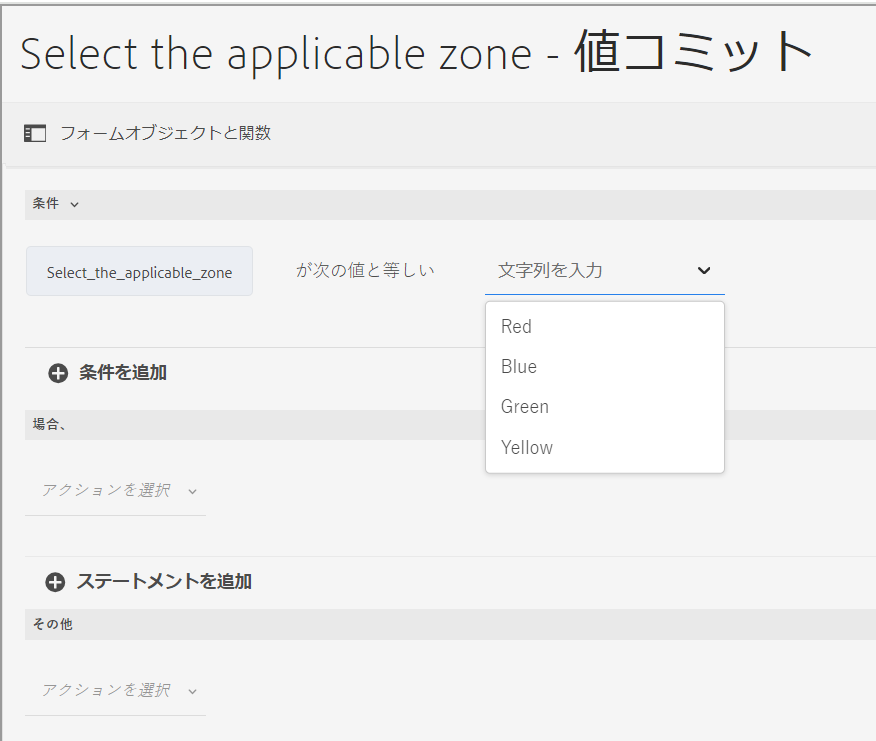 Select the applicable zone - 値コミット
フォームオブジェクトと関数
条件
Select_the_applicable_zone が次の値と等しい 文字列を入力
Red
Blue
Green
Yellow
条件を追加
場合、
アクションを選択
ステートメントを追加
その他
アクションを選択